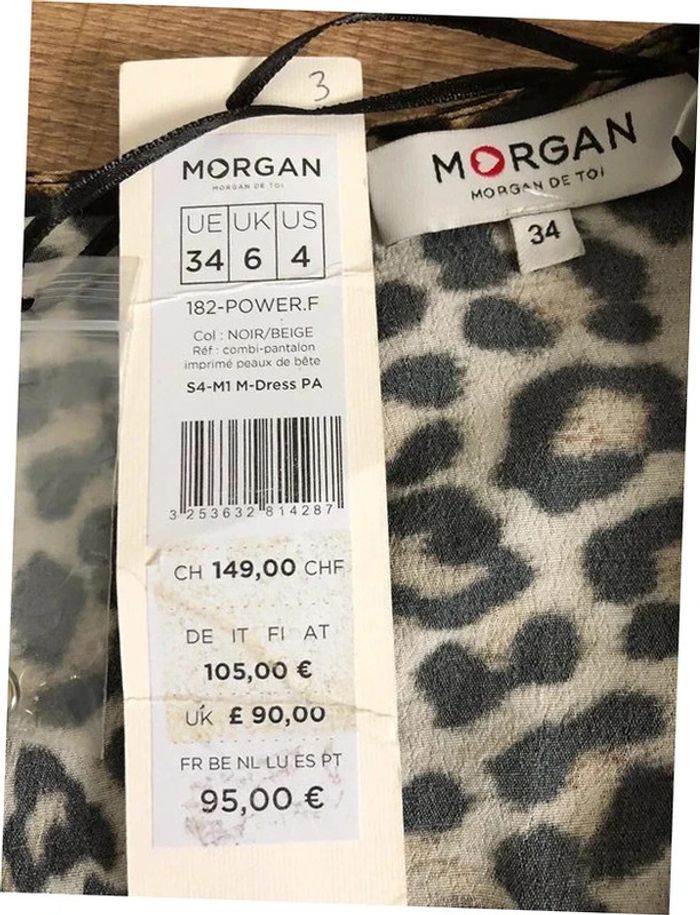 3
MORGAN
MORGAN DE TOI
UE UK US
34 6 4
182-POWER.F
Col : NOIR/BEIGE
Réf : combi-pantalon
imprimé peaux de bête
S4-M1 M-Dress PA
3 253632 814287
CH 149,00 CHF
DE IT FI AT
105,00 €
UK £ 90,00
FR BE NL LU ES PT
95,00 €
MORGAN
MORGAN DE TOI
34